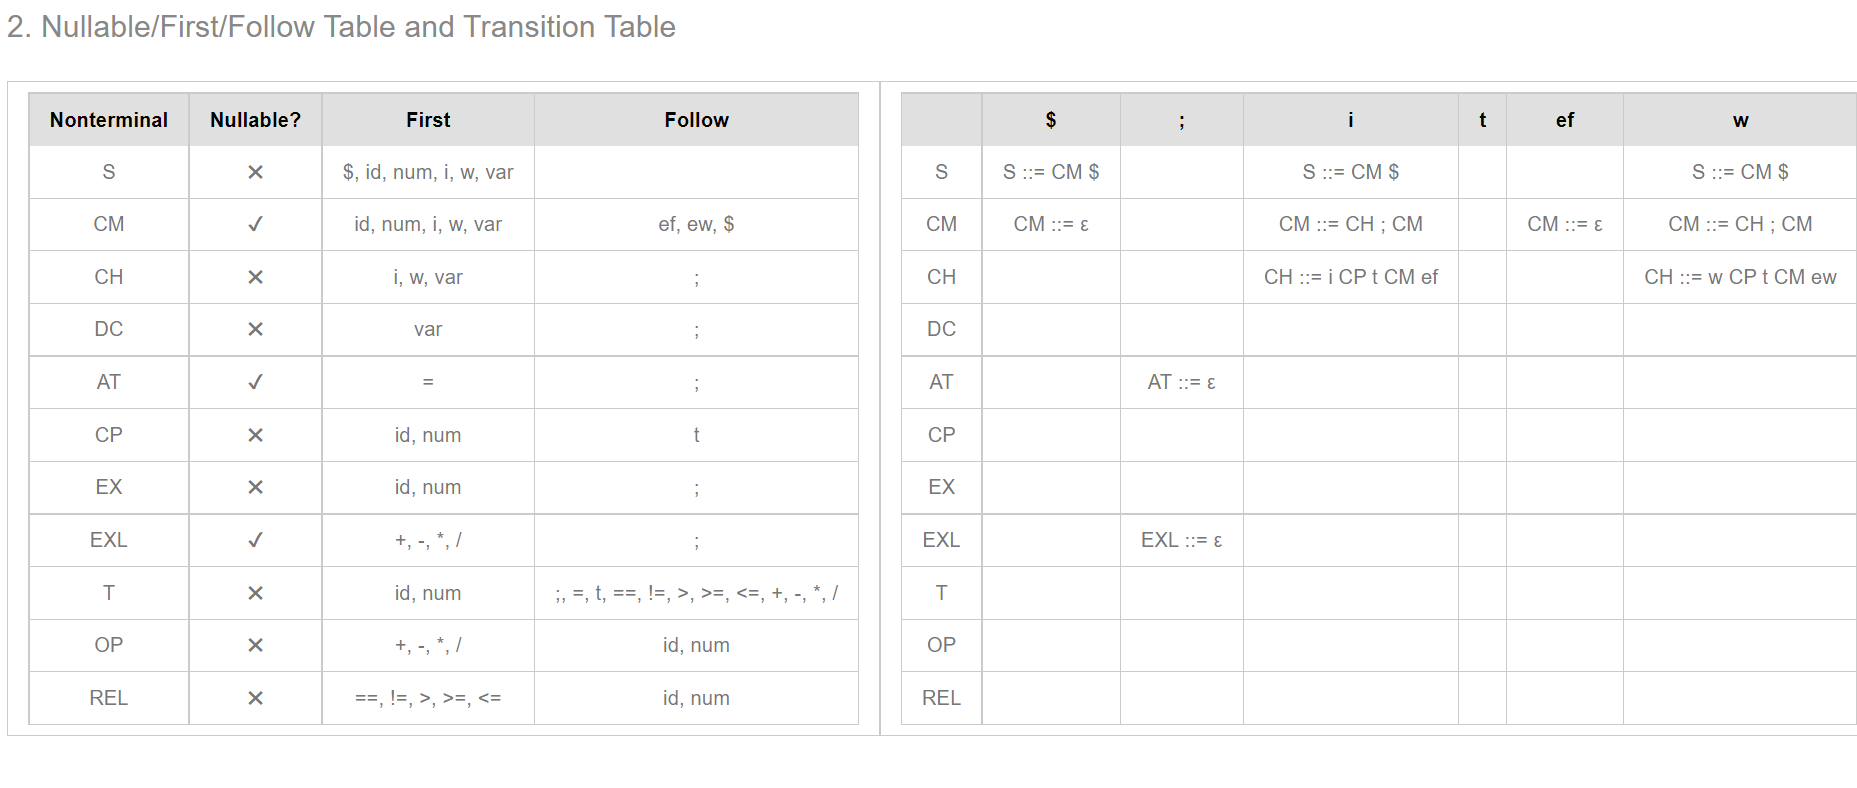 2. Nullable/First/Follow Table and Transition Table
Nonterminal Nullable? First Follow
S ✕ $, id, num, i, w, var
CM ✓ id, num, i, w, var ef, ew, $
CH ✕ i, w, var ;
DC ✕ var ;
AT ✓ = ;
CP ✕ id, num t
EX ✕ id, num ;
EXL ✓ +, -, *, / ;
T ✕ id, num ;, =, t, ==, !=, >, >=, <=, +, -, *, /
OP ✕ +, -, *, / id, num
REL ✕ ==, !=, >, >=, <= id, num
$ ; i t ef w
S S ::= CM $ S ::= CM $ S ::= CM $
CM CM ::= ε CM ::= CH ; CM CM ::= ε CM ::= CH ; CM
CH CH ::= i CP t CM ef CH ::= w CP t CM ew
DC
AT AT ::= ε
CP
EX
EXL EXL ::= ε
T
OP
REL